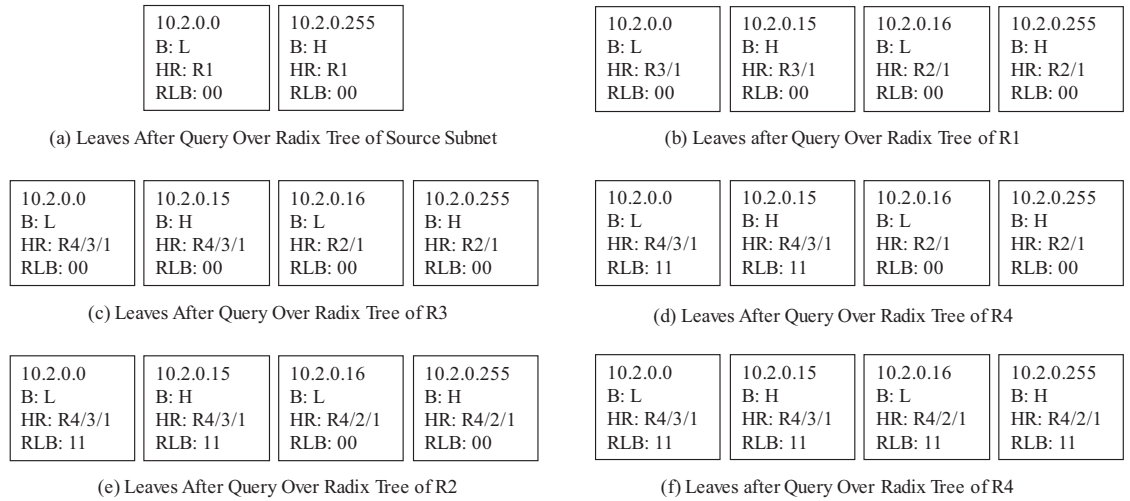 10.2.0.0
B: L
HR: R1
RLB: 00
10.2.0.255
B: H
HR: R1
RLB: 00
(a) Leaves After Query Over Radix Tree of Source Subnet
10.2.0.0
B: L
HR: R3/1
RLB: 00
10.2.0.15
B: H
HR: R3/1
RLB: 00
10.2.0.16
B: L
HR: R2/1
RLB: 00
10.2.0.255
B: H
HR: R2/1
RLB: 00
(b) Leaves after Query Over Radix Tree of R1
10.2.0.0
B: L
HR: R4/3/1
RLB: 00
10.2.0.15
B: H
HR: R4/3/1
RLB: 00
10.2.0.16
B: L
HR: R2/1
RLB: 00
10.2.0.255
B: H
HR: R2/1
RLB: 00
(c) Leaves After Query Over Radix Tree of R3
10.2.0.0
B: L
HR: R4/3/1
RLB: 11
10.2.0.15
B: H
HR: R4/3/1
RLB: 11
10.2.0.16
B: L
HR: R2/1
RLB: 00
10.2.0.255
B: H
HR: R2/1
RLB: 00
(d) Leaves After Query Over Radix Tree of R4
10.2.0.0
B: L
HR: R4/3/1
RLB: 11
10.2.0.15
B: H
HR: R4/3/1
RLB: 11
10.2.0.16
B: L
HR: R4/2/1
RLB: 00
10.2.0.255
B: H
HR: R4/2/1
RLB: 00
(e) Leaves After Query Over Radix Tree of R2
10.2.0.0
B: L
HR: R4/3/1
RLB: 11
10.2.0.15
B: H
HR: R4/3/1
RLB: 11
10.2.0.16
B: L
HR: R4/2/1
RLB: 11
10.2.0.255
B: H
HR: R4/2/1
RLB: 11
(f) Leaves after Query Over Radix Tree of R4